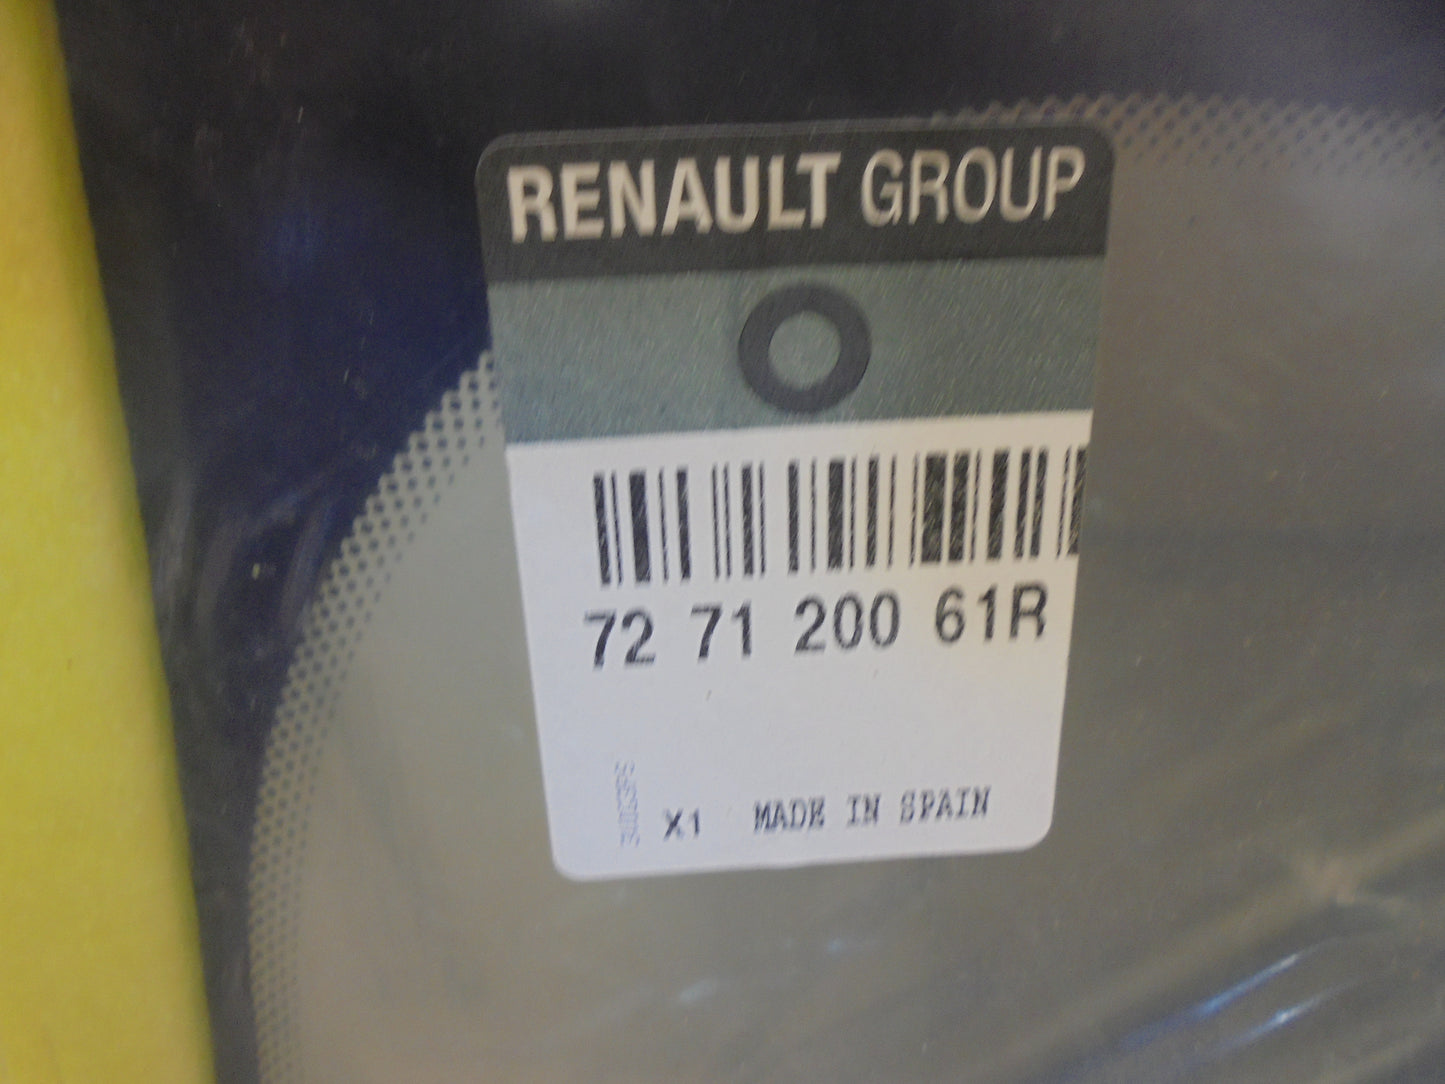 RENAULT GROUP
72 71 200 61R
X1 MADE IN SPAIN